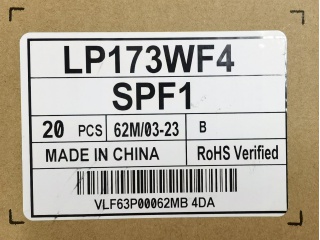 LP173WF4
SPF1
20 PCS 62M/03-23 B
MADE IN CHINA RoHS Verified
VLF63P00062MB 4DA